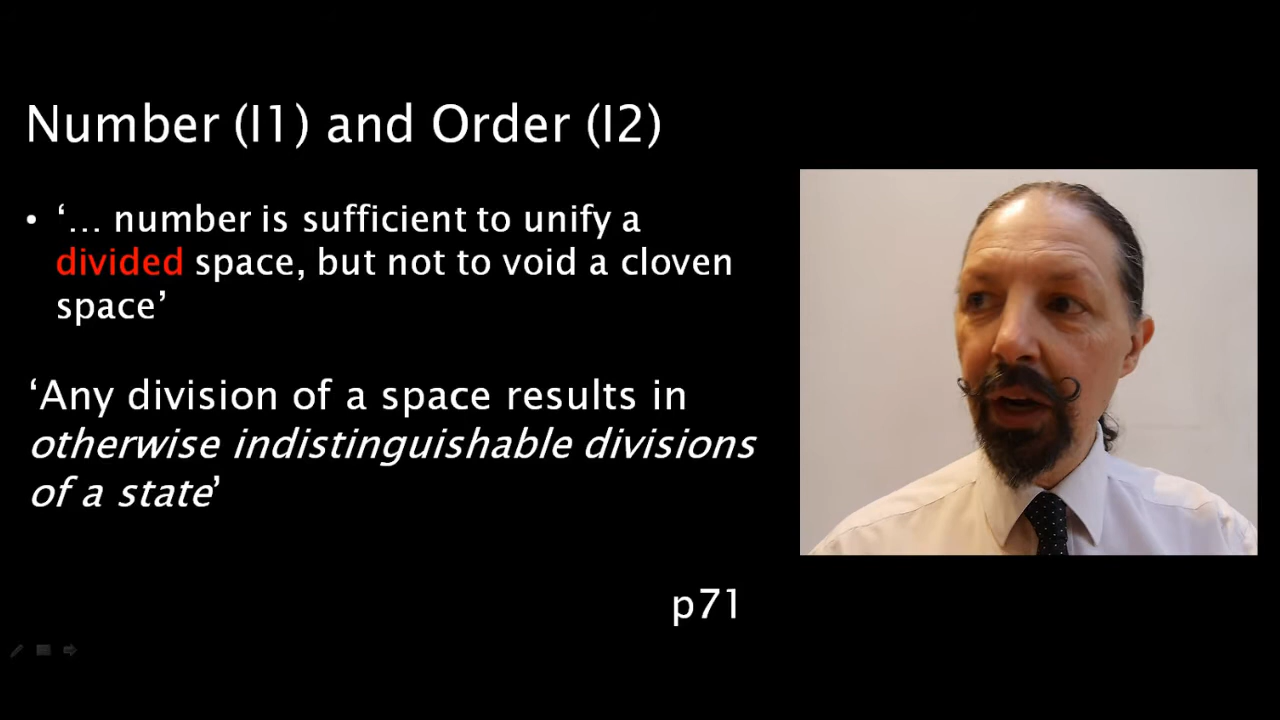 Number (I1) and Order (I2)
• ‘… number is sufficient to unify a
divided space, but not to void a cloven
space’
‘Any division of a space results in
otherwise indistinguishable divisions
of a state’
p71